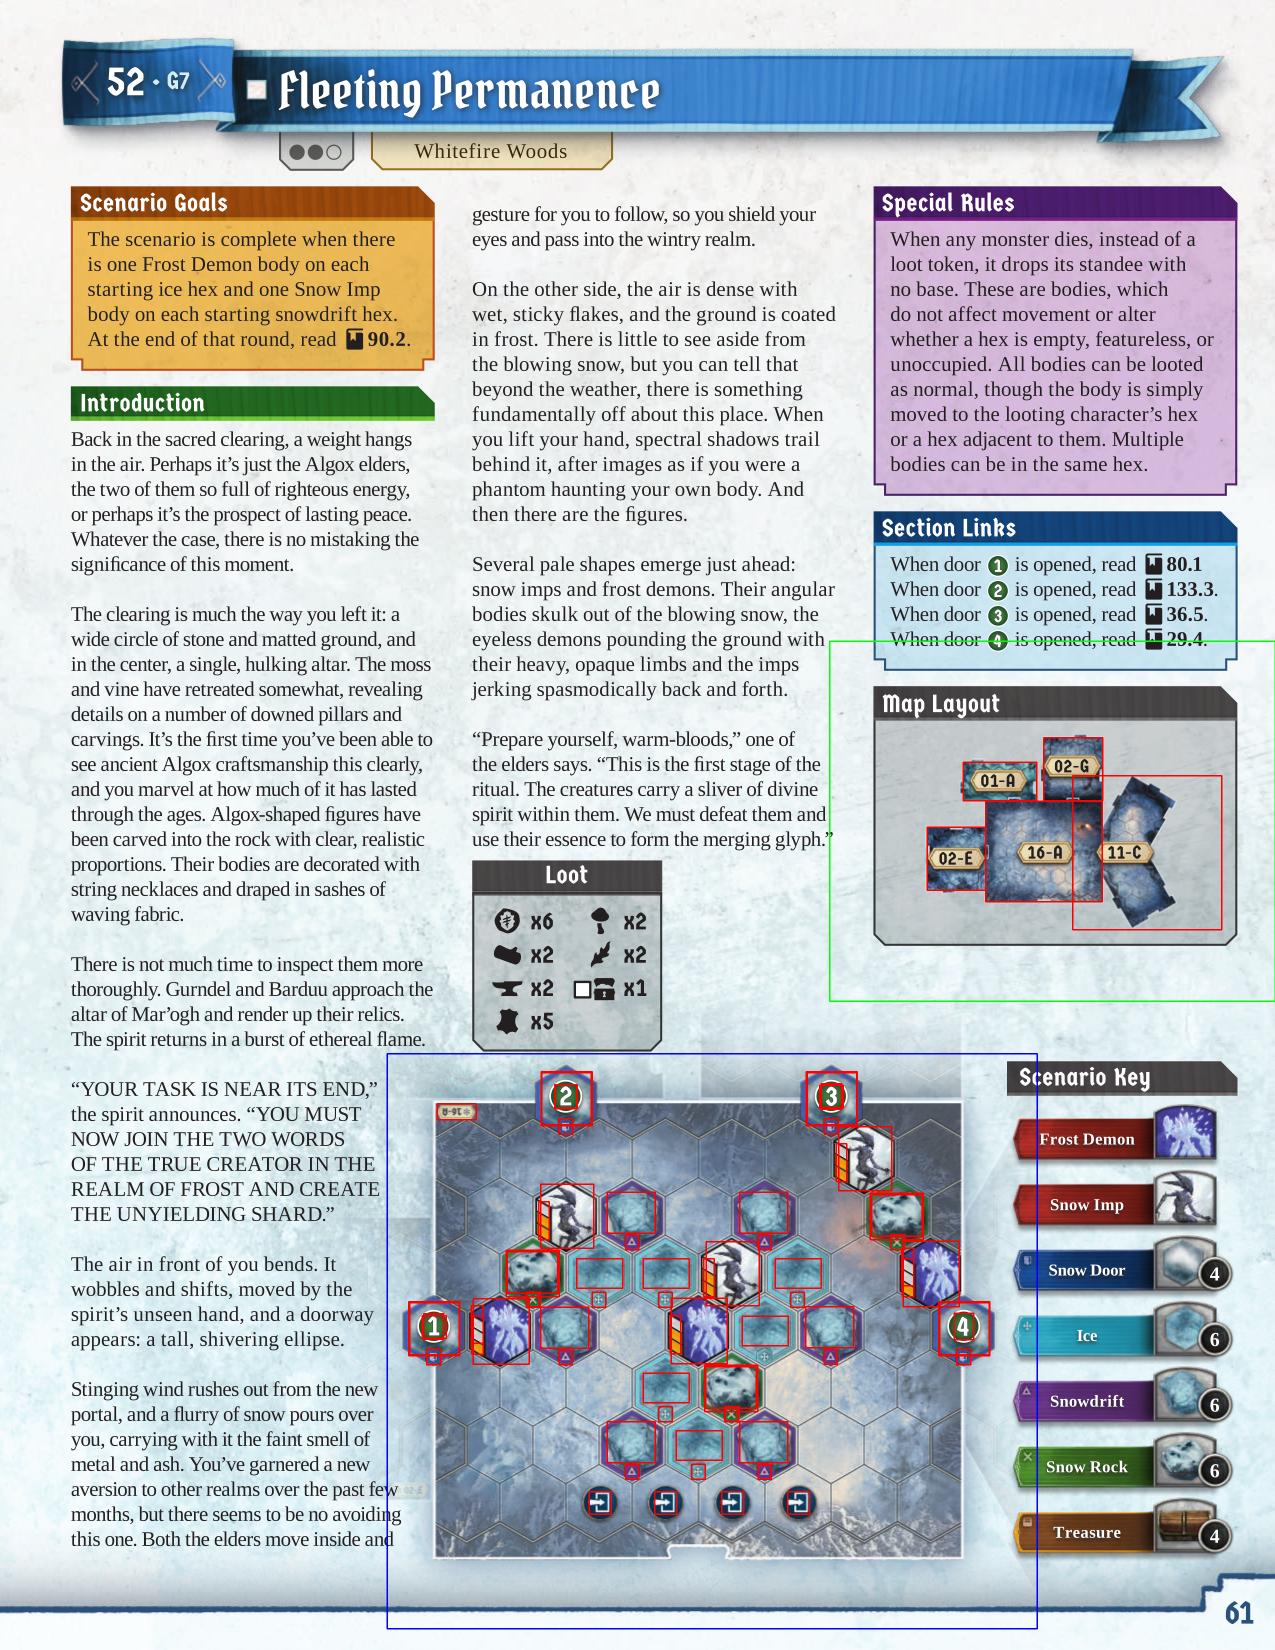 52 · G7
Fleeting Permanence
Whitefire Woods
Scenario Goals
The scenario is complete when there
is one Frost Demon body on each
starting ice hex and one Snow Imp
body on each starting snowdrift hex.
At the end of that round, read 90.2.
Introduction
Back in the sacred clearing, a weight hangs
in the air. Perhaps it’s just the Algox elders,
the two of them so full of righteous energy,
or perhaps it’s the prospect of lasting peace.
Whatever the case, there is no mistaking the
significance of this moment.
The clearing is much the way you left it: a
wide circle of stone and matted ground, and
in the center, a single, hulking altar. The moss
and vine have retreated somewhat, revealing
details on a number of downed pillars and
carvings. It’s the first time you’ve been able to
see ancient Algox craftsmanship this clearly,
and you marvel at how much of it has lasted
through the ages. Algox-shaped figures have
been carved into the rock with clear, realistic
proportions. Their bodies are decorated with
string necklaces and draped in sashes of
waving fabric.
There is not much time to inspect them more
thoroughly. Gurndel and Barduu approach the
altar of Mar’ogh and render up their relics.
The spirit returns in a burst of ethereal flame.
“YOUR TASK IS NEAR ITS END,”
the spirit announces. “YOU MUST
NOW JOIN THE TWO WORDS
OF THE TRUE CREATOR IN THE
REALM OF FROST AND CREATE
THE UNYIELDING SHARD.”
The air in front of you bends. It
wobbles and shifts, moved by the
spirit’s unseen hand, and a doorway
appears: a tall, shivering ellipse.
Stinging wind rushes out from the new
portal, and a flurry of snow pours over
you, carrying with it the faint smell of
metal and ash. You’ve garnered a new
aversion to other realms over the past few
months, but there seems to be no avoiding
this one. Both the elders move inside and
gesture for you to follow, so you shield your
eyes and pass into the wintry realm.
On the other side, the air is dense with
wet, sticky flakes, and the ground is coated
in frost. There is little to see aside from
the blowing snow, but you can tell that
beyond the weather, there is something
fundamentally off about this place. When
you lift your hand, spectral shadows trail
behind it, after images as if you were a
phantom haunting your own body. And
then there are the figures.
Several pale shapes emerge just ahead:
snow imps and frost demons. Their angular
bodies skulk out of the blowing snow, the
eyeless demons pounding the ground with
their heavy, opaque limbs and the imps
jerking spasmodically back and forth.
“Prepare yourself, warm-bloods,” one of
the elders says. “This is the first stage of the
ritual. The creatures carry a sliver of divine
spirit within them. We must defeat them and
use their essence to form the merging glyph.”
Loot
x6 x2
x2 x2
x2 x1
x5
Special Rules
When any monster dies, instead of a
loot token, it drops its standee with
no base. These are bodies, which
do not affect movement or alter
whether a hex is empty, featureless, or
unoccupied. All bodies can be looted
as normal, though the body is simply
moved to the looting character’s hex
or a hex adjacent to them. Multiple
bodies can be in the same hex.
Section Links
When door 1 is opened, read 80.1
When door 2 is opened, read 133.3.
When door 3 is opened, read 36.5.
When door 4 is opened, read 29.4.
Map Layout
02-G
01-A
02-E
16-A
11-C
2
3
16-A
1
4
Scenario Key
Frost Demon
Snow Imp
Snow Door 4
Ice 6
Snowdrift 6
Snow Rock 6
Treasure 4
61